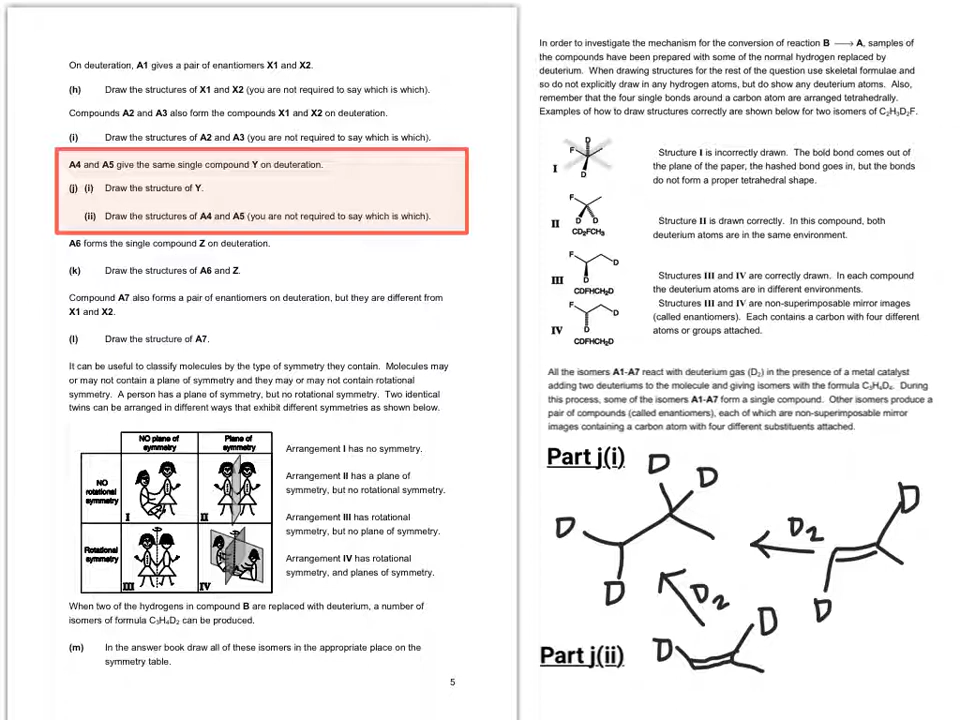 On deuteration, A1 gives a pair of enantiomers X1 and X2.
(h) Draw the structures of X1 and X2 (you are not required to say which is which).
Compounds A2 and A3 also form the compounds X1 and X2 on deuteration.
(i) Draw the structures of A2 and A3 (you are not required to say which is which).
A4 and A5 give the same single compound Y on deuteration.
(j) (i) Draw the structure of Y.
(ii) Draw the structures of A4 and A5 (you are not required to say which is which).
A6 forms the single compound Z on deuteration.
(k) Draw the structures of A6 and Z.
Compound A7 also forms a pair of enantiomers on deuteration, but they are different from
X1 and X2.
(l) Draw the structure of A7.
It can be useful to classify molecules by the type of symmetry they contain. Molecules may
or may not contain a plane of symmetry and they may or may not contain rotational
symmetry. A person has a plane of symmetry, but no rotational symmetry. Two identical
twins can be arranged in different ways that exhibit different symmetries as shown below.
NO plane of
symmetry
Plane of
symmetry
NO
rotational
symmetry
I
II
Rotational
symmetry
III
IV
Arrangement I has no symmetry.
Arrangement II has a plane of
symmetry, but no rotational symmetry.
Arrangement III has rotational
symmetry, but no plane of symmetry.
Arrangement IV has rotational
symmetry, and planes of symmetry.
When two of the hydrogens in compound B are replaced with deuterium, a number of
isomers of formula C₃H₄D₂ can be produced.
(m) In the answer book draw all of these isomers in the appropriate place on the
symmetry table.
5
In order to investigate the mechanism for the conversion of reaction B ⟶ A, samples of
the compounds have been prepared with some of the normal hydrogen replaced by
deuterium. When drawing structures for the rest of the question use skeletal formulae and
so do not explicitly draw in any hydrogen atoms, but do show any deuterium atoms. Also,
remember that the four single bonds around a carbon atom are arranged tetrahedrally.
Examples of how to draw structures correctly are shown below for two isomers of C₂H₃D₂F.
I
F
D
D
Structure I is incorrectly drawn. The bold bond comes out of
the plane of the paper, the hashed bond goes in, but the bonds
do not form a proper tetrahedral shape.
II
F
D D
CD₂FCH₃
Structure II is drawn correctly. In this compound, both
deuterium atoms are in the same environment.
III
F
D
D
CDFHCH₂D
Structures III and IV are correctly drawn. In each compound
the deuterium atoms are in different environments.
Structures III and IV are non-superimposable mirror images
(called enantiomers). Each contains a carbon with four different
atoms or groups attached.
IV
F
D
D
CDFHCH₂D
All the isomers A1-A7 react with deuterium gas (D₂) in the presence of a metal catalyst
adding two deuteriums to the molecule and giving isomers with the formula C₃H₄D₄. During
this process, some of the isomers A1-A7 form a single compound. Other isomers produce a
pair of compounds (called enantiomers), each of which are non-superimposable mirror
images containing a carbon atom with four different substituents attached.
Part j(i)
D
D
D
D
D₂
D
D
D₂
Part j(ii)
D
D